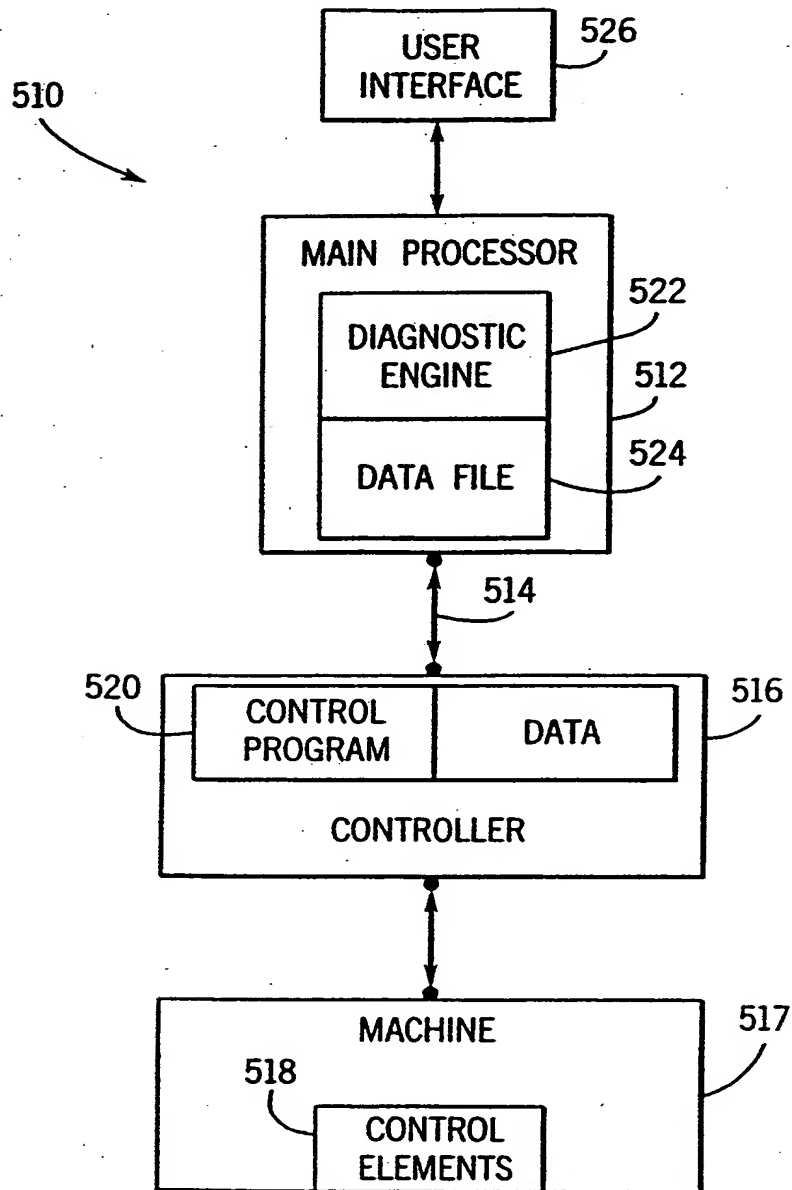 USER
INTERFACE
526
510
MAIN PROCESSOR
522
DIAGNOSTIC
ENGINE
512
524
DATA FILE
514
520
CONTROL
PROGRAM
DATA
516
CONTROLLER
MACHINE
517
518
CONTROL
ELEMENTS